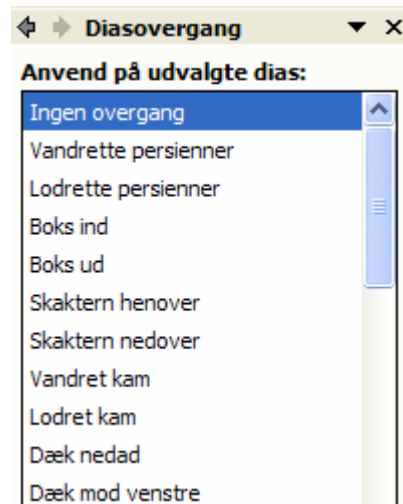 Diasovergang
Anvend på udvalgte dias:
Ingen overgang
Vandrette persienner
Lodrette persienner
Boks ind
Boks ud
Skaktern henover
Skaktern nedover
Vandret kam
Lodret kam
Dæk nedad
Dæk mod venstre